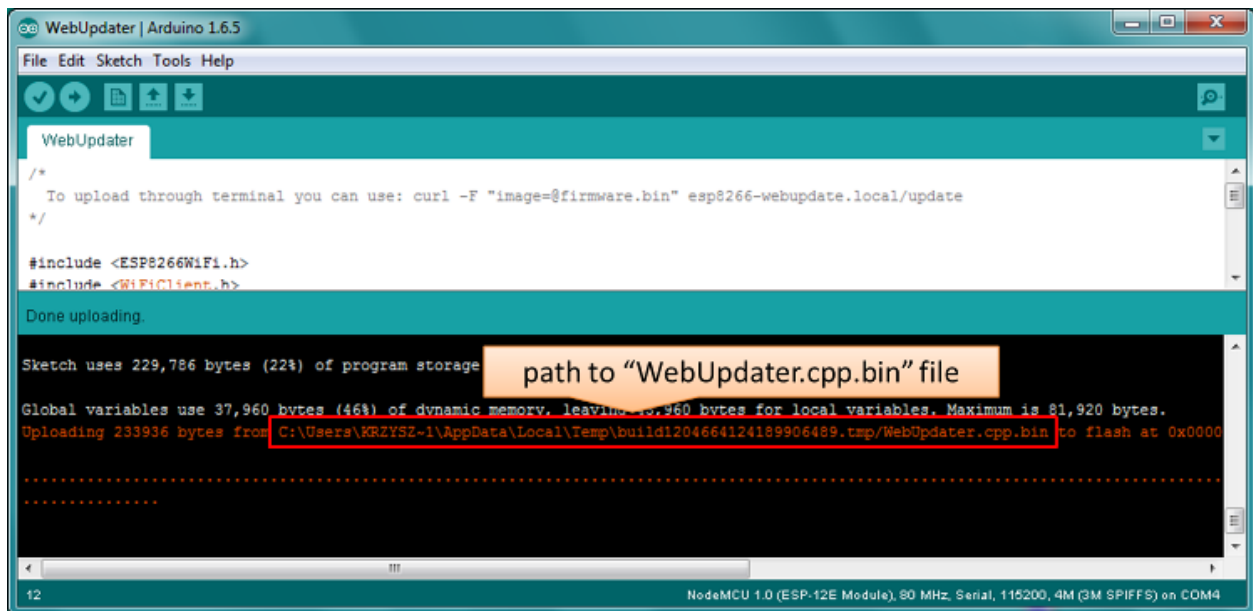 WebUpdater | Arduino 1.6.5
File Edit Sketch Tools Help
WebUpdater
/*
To upload through terminal you can use: curl -F "image=@firmware.bin" esp8266-webupdate.local/update
*/
#include <ESP8266WiFi.h>
#include <WiFiClient.h>
Done uploading.
Sketch uses 229,786 bytes (22%) of program storage
path to “WebUpdater.cpp.bin” file
Global variables use 37,960 bytes (46%) of dynamic memory, leaving 43,960 bytes for local variables. Maximum is 81,920 bytes.
Uploading 233936 bytes from C:\Users\KRZYSZ~1\AppData\Local\Temp\build1204664124189906489.tmp/WebUpdater.cpp.bin to flash at 0x0000
12
NodeMCU 1.0 (ESP-12E Module), 80 MHz, Serial, 115200, 4M (3M SPIFFS) on COM4